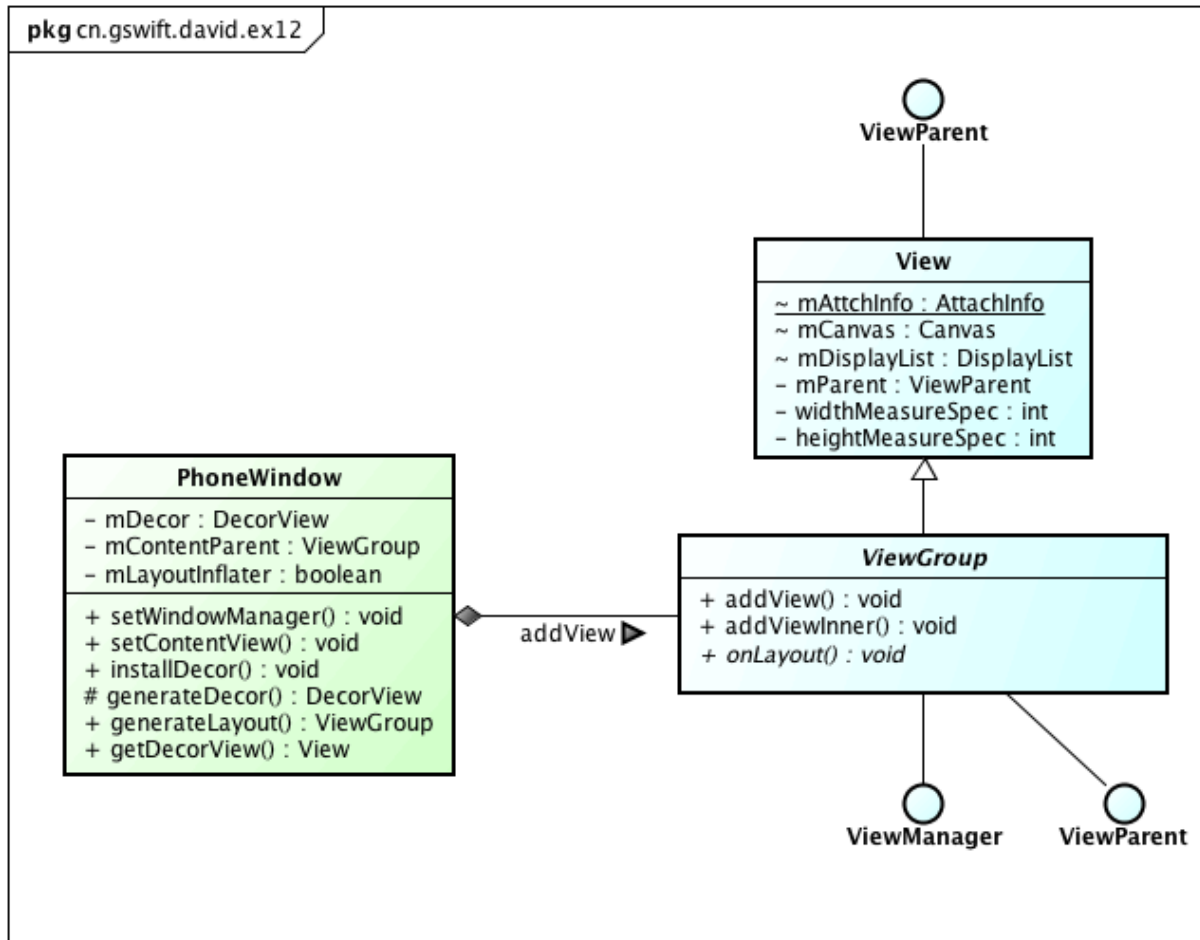 pkg cn.gswift.david.ex12
ViewParent
View
~ mAttchInfo : AttachInfo
~ mCanvas : Canvas
~ mDisplayList : DisplayList
- mParent : ViewParent
- widthMeasureSpec : int
- heightMeasureSpec : int
PhoneWindow
- mDecor : DecorView
- mContentParent : ViewGroup
- mLayoutInflater : boolean
+ setWindowManager() : void
+ setContentView() : void
+ installDecor() : void
# generateDecor() : DecorView
+ generateLayout() : ViewGroup
+ getDecorView() : View
addView
ViewGroup
+ addView() : void
+ addViewInner() : void
+ onLayout() : void
ViewManager
ViewParent